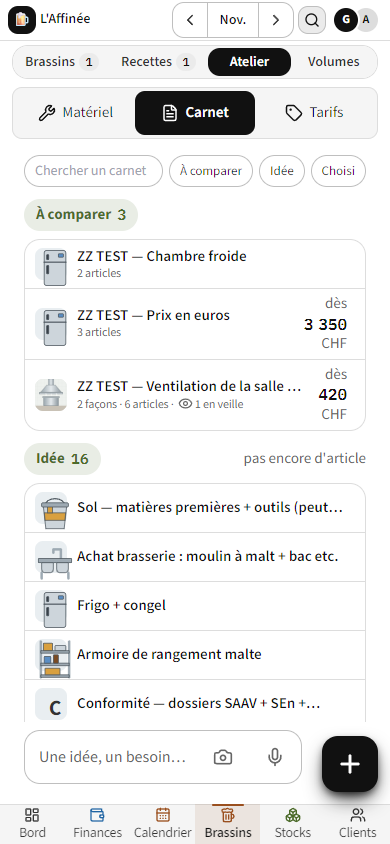 L'Affinée
Nov.
G
A
Brassins 1
Recettes 1
Atelier
Volumes
Matériel
Carnet
Tarifs
Chercher un carnet
À comparer
Idée
Choisi
À comparer 3
ZZ TEST — Chambre froide
2 articles
ZZ TEST — Prix en euros
3 articles
dès
3 350
CHF
ZZ TEST — Ventilation de la salle …
2 façons · 6 articles · 1 en veille
dès
420
CHF
Idée 16
pas encore d'article
Sol — matières premières + outils (peut…
Achat brasserie : moulin à malt + bac etc.
Frigo + congel
Armoire de rangement malte
C
Conformité — dossiers SAAV + SEn +…
Une idée, un besoin…
Bord
Finances
Calendrier
Brassins
Stocks
Clients